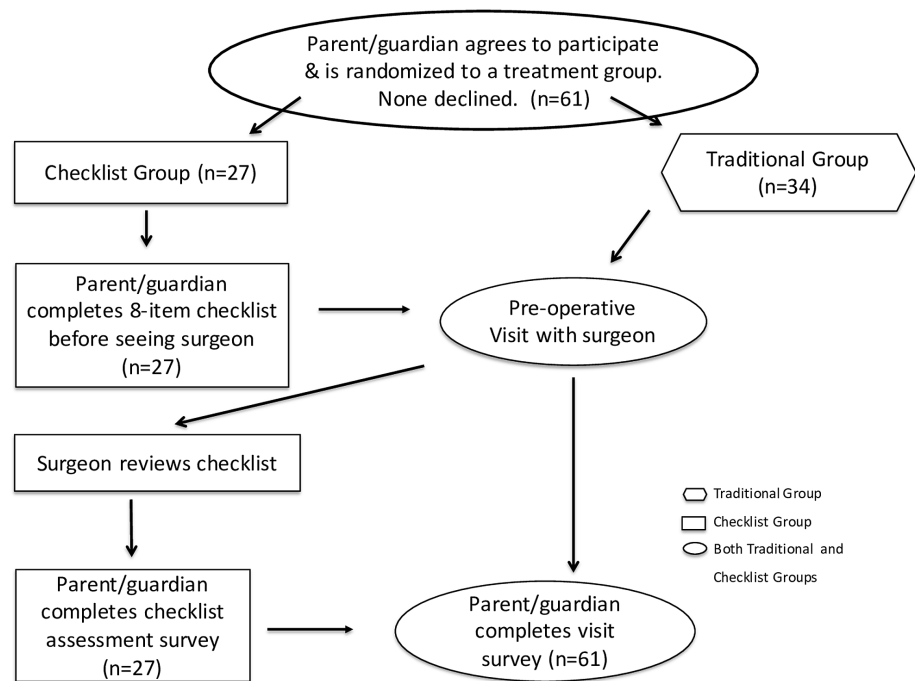 Parent/guardian agrees to participate
& is randomized to a treatment group.
None declined. (n=61)
Checklist Group (n=27)
Traditional Group
(n=34)
Parent/guardian
completes 8-item checklist
before seeing surgeon
(n=27)
Pre-operative
Visit with surgeon
Surgeon reviews checklist
Traditional Group
Checklist Group
Both Traditional and
Checklist Groups
Parent/guardian
completes checklist
assessment survey
(n=27)
Parent/guardian
completes visit
survey (n=61)